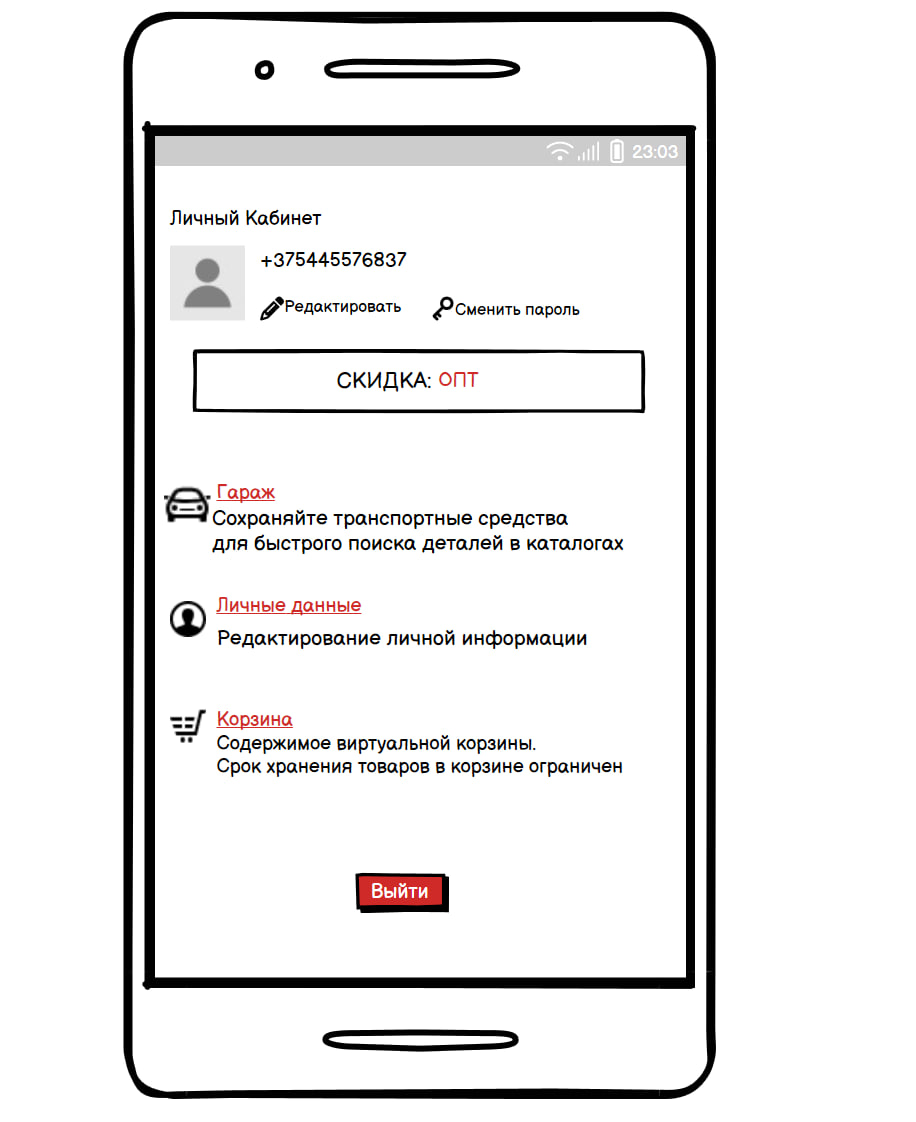 23:03
Личный Кабинет
+375445576837
Редактировать
Сменить пароль
СКИДКА: ОПТ
Гараж
Сохраняйте транспортные средства
для быстрого поиска деталей в каталогах
Личные данные
Редактирование личной информации
Корзина
Содержимое виртуальной корзины.
Срок хранения товаров в корзине ограничен
Выйти